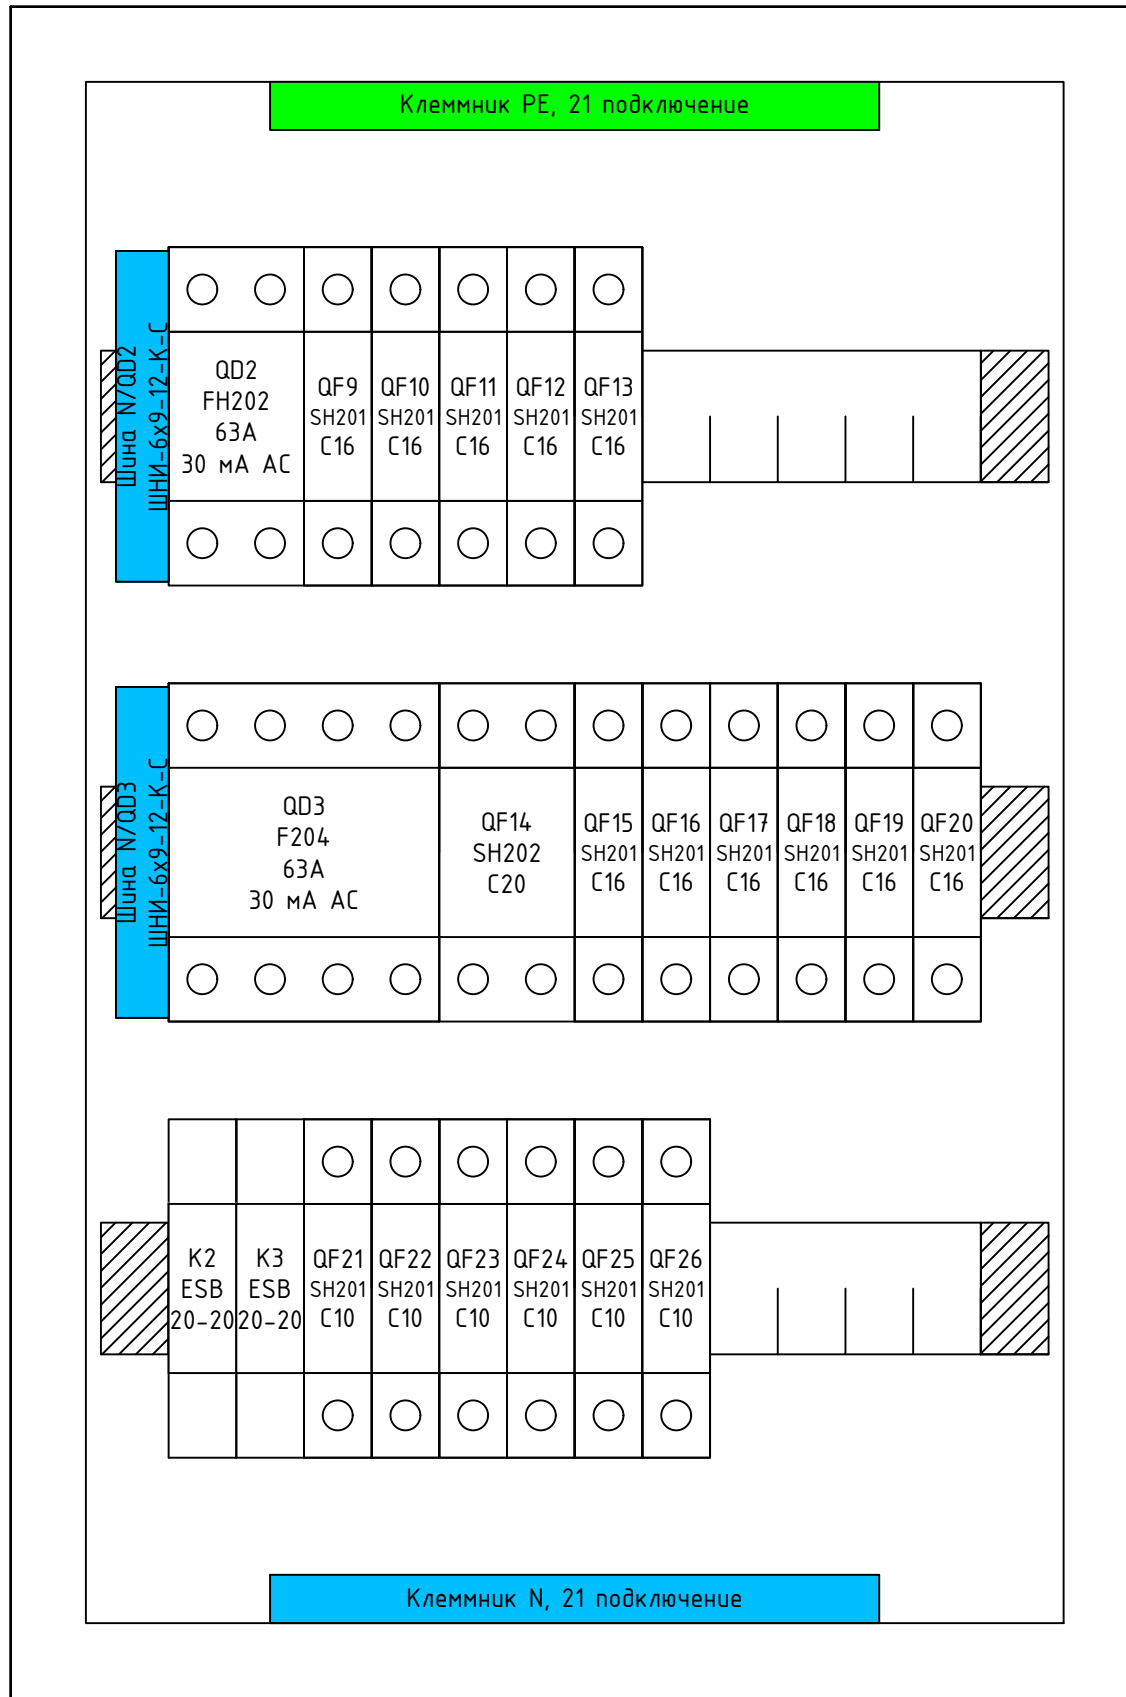 Клеммник PE, 21 подключение
Шина N/QD2
ШНИ-6х9-12-К-С
QD2
FH202
63А
30 мА АС
QF9
SH201
C16
QF10
SH201
C16
QF11
SH201
C16
QF12
SH201
C16
QF13
SH201
C16
Шина N/QD3
ШНИ-6х9-12-К-С
QD3
F204
63А
30 мА АС
QF14
SH202
C20
QF15
SH201
C16
QF16
SH201
C16
QF17
SH201
C16
QF18
SH201
C16
QF19
SH201
C16
QF20
SH201
C16
K2
ESB
20-20
K3
ESB
20-20
QF21
SH201
C10
QF22
SH201
C10
QF23
SH201
C10
QF24
SH201
C10
QF25
SH201
C10
QF26
SH201
C10
Клеммник N, 21 подключение